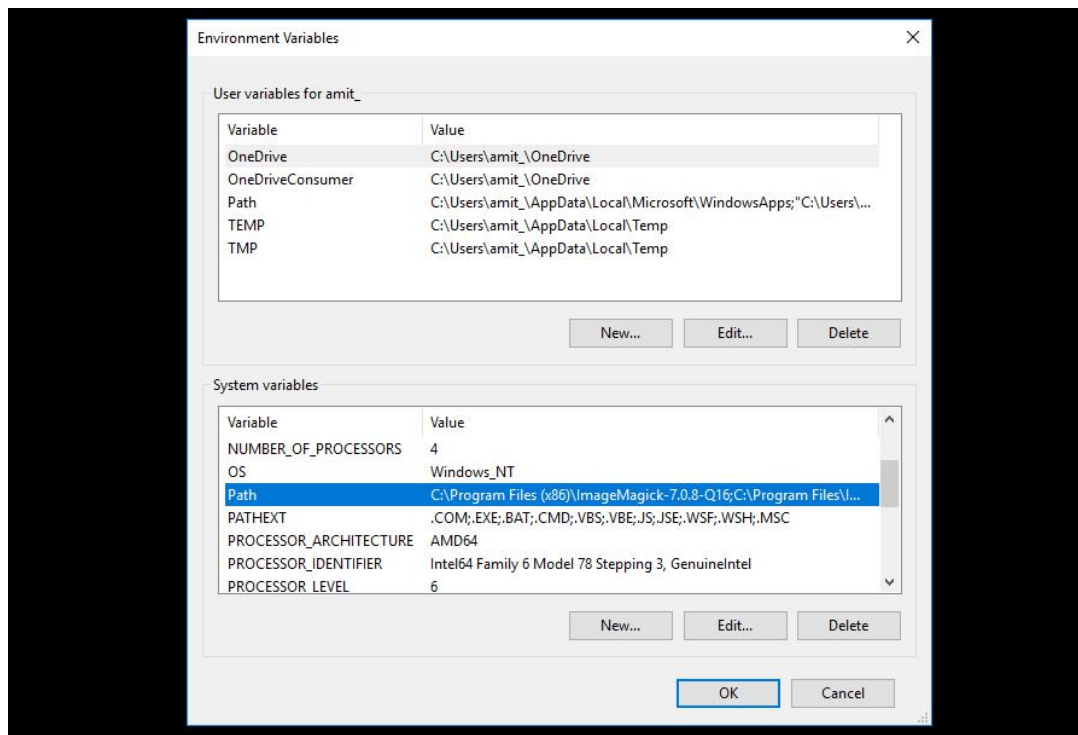 Environment Variables
User variables for amit_
Variable Value
OneDrive C:\Users\amit_\OneDrive
OneDriveConsumer C:\Users\amit_\OneDrive
Path C:\Users\amit_\AppData\Local\Microsoft\WindowsApps;"C:\Users\...
TEMP C:\Users\amit_\AppData\Local\Temp
TMP C:\Users\amit_\AppData\Local\Temp
New... Edit... Delete
System variables
Variable Value
NUMBER_OF_PROCESSORS 4
OS Windows_NT
Path C:\Program Files (x86)\ImageMagick-7.0.8-Q16;C:\Program Files\I...
PATHEXT .COM;.EXE;.BAT;.CMD;.VBS;.VBE;.JS;.JSE;.WSF;.WSH;.MSC
PROCESSOR_ARCHITECTURE AMD64
PROCESSOR_IDENTIFIER Intel64 Family 6 Model 78 Stepping 3, GenuineIntel
PROCESSOR_LEVEL 6
New... Edit... Delete
OK Cancel